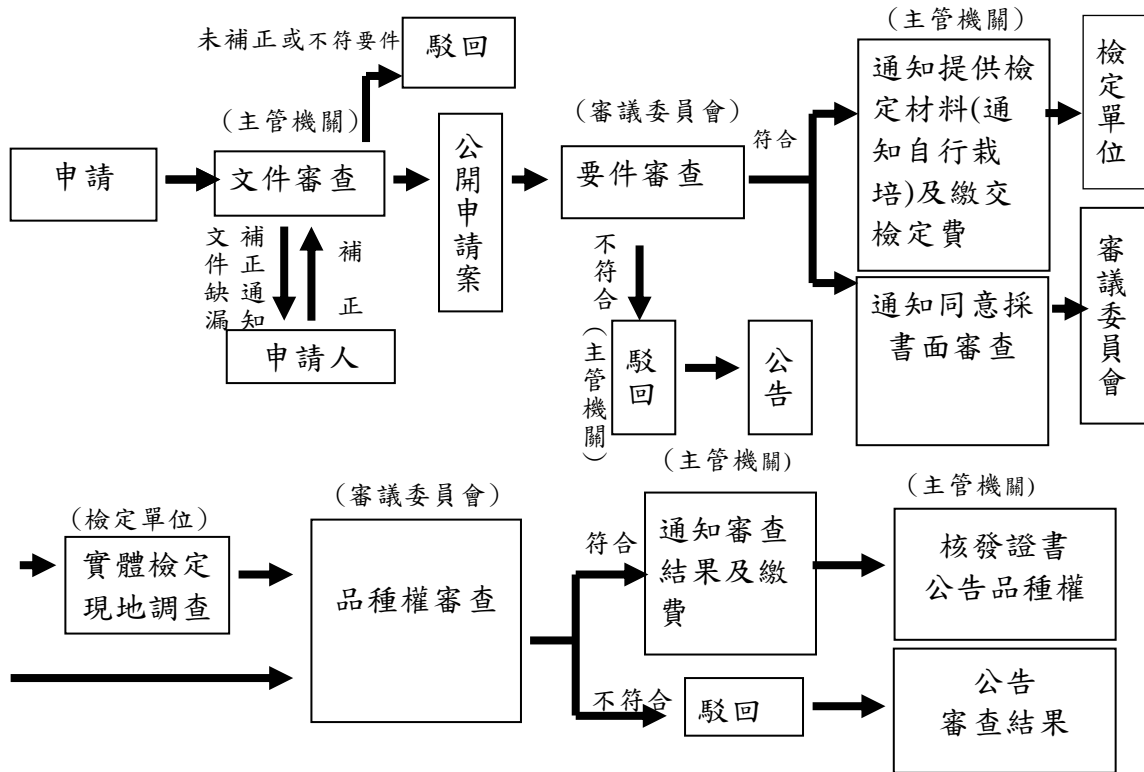 未補正或不符要件
駁回
(主管機關)
申請
文件審查
文件缺漏
補正通知
補正
申請人
公開申請案
(審議委員會)
要件審查
符合
不符合
(主管機關)
駁回
公告
(主管機關)
通知提供檢
定材料(通
知自行栽
培)及繳交
檢定費
檢定單位
通知同意採
書面審查
審議委員會
(檢定單位)
實體檢定
現地調查
(審議委員會)
品種權審查
符合
(主管機關)
通知審查
結果及繳
費
(主管機關)
核發證書
公告品種權
不符合
駁回
公告
審查結果